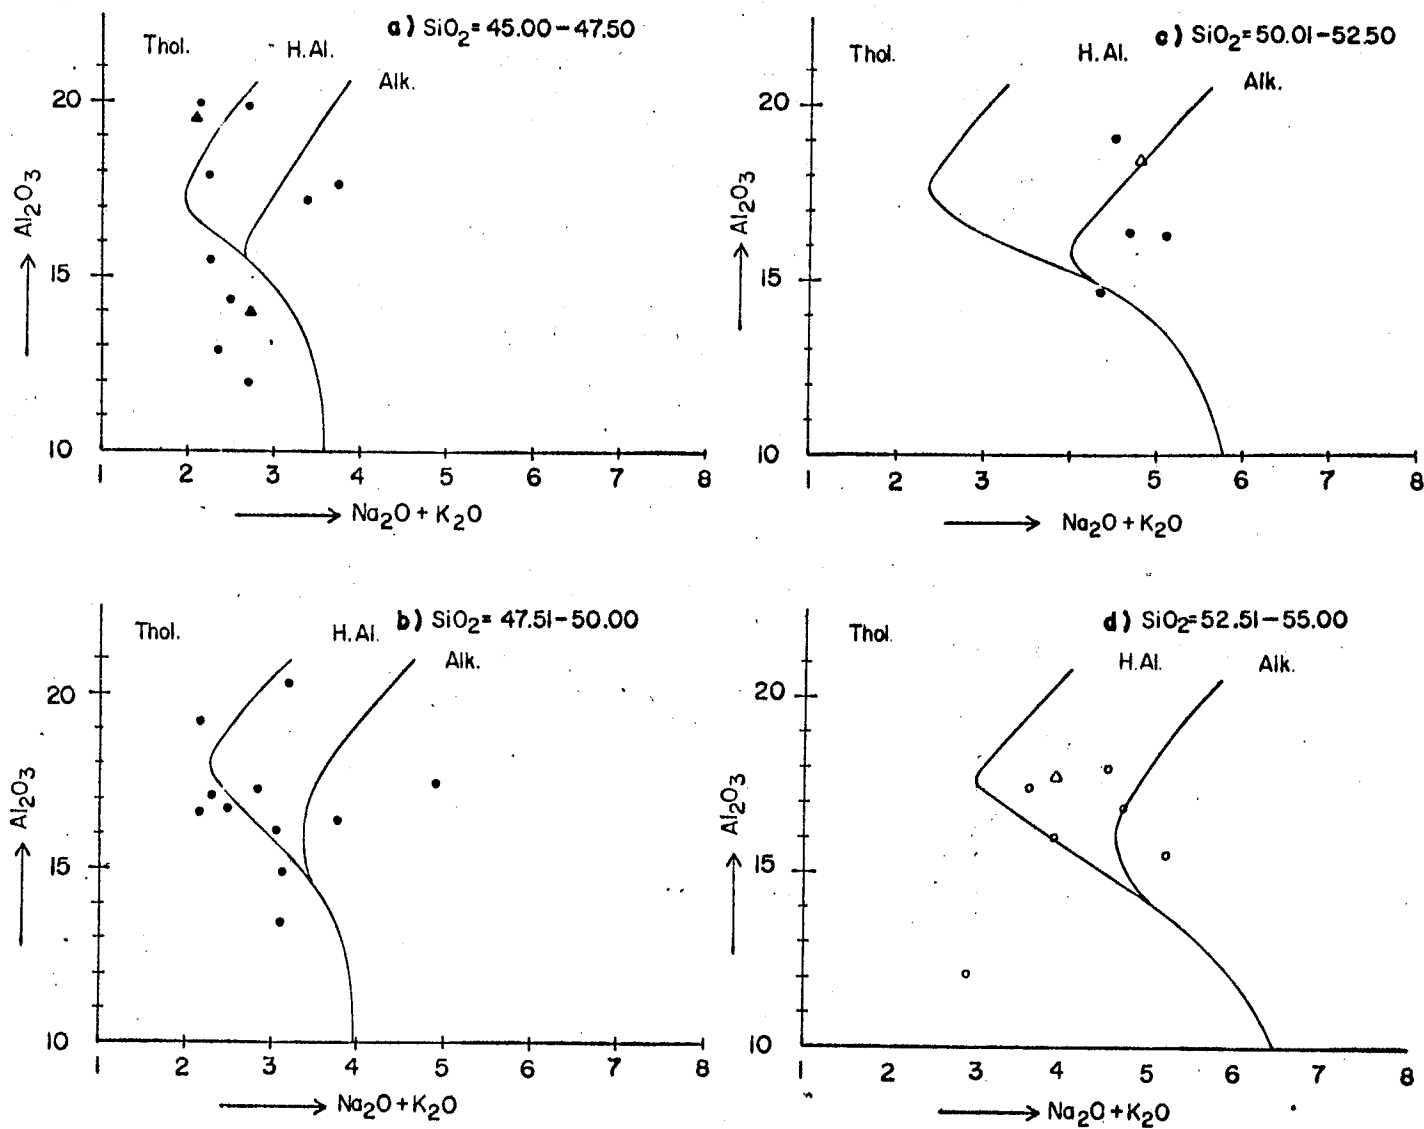 a) SiO₂= 45.00–47.50
Thol.
H.Al.
Alk.
20
15
10
→ Al₂O₃
1 2 3 4 5 6 7 8
→ Na₂O + K₂O
c) SiO₂= 50.01–52.50
Thol.
H.Al.
Alk.
20
15
10
→ Al₂O₃
1 2 3 4 5 6 7 8
→ Na₂O + K₂O
b) SiO₂= 47.51–50.00
Thol.
H.Al.
Alk.
20
15
10
→ Al₂O₃
1 2 3 4 5 6 7 8
→ Na₂O+K₂O
d) SiO₂=52.51–55.00
Thol.
H.Al.
Alk.
20
15
10
→ Al₂O₃
1 2 3 4 5 6 7 8
→ Na₂O+K₂O